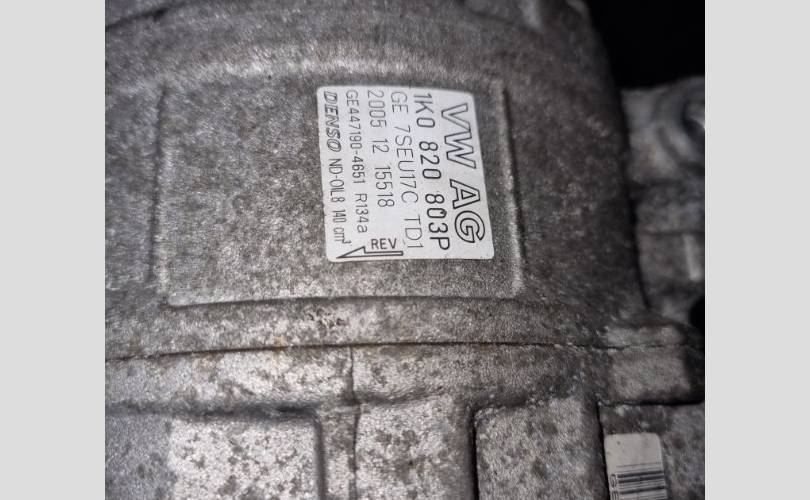 VW AG
1K0 820 803P
GE 7SEU17C TD1
2005 12 15518
GE447190-4651 R134a
DENSO ND-OIL8 140 cm³
REV